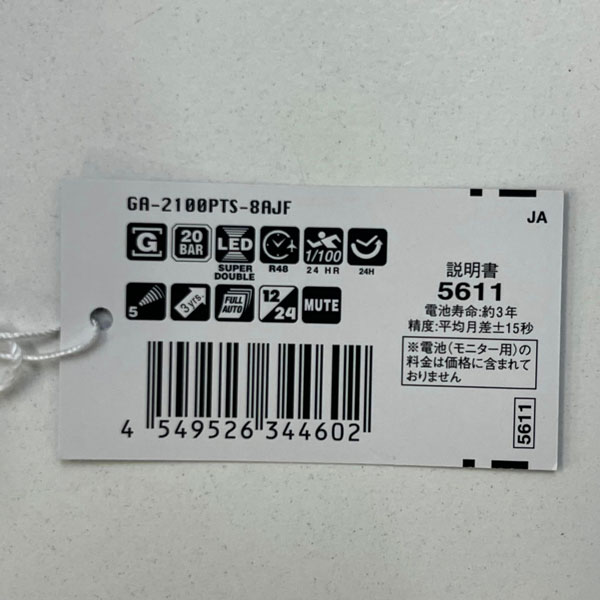 GA-2100PTS-8AJF
JA
G
20
BAR
LED
SUPER
DOUBLE
R48
1/100
24 HR
24H
5
3yrs.
FULL
AUTO
12/24
MUTE
説明書
5611
電池寿命:約3年
精度:平均月差±15秒
※電池(モニター用)の
料金は価格に含まれて
おりません
5611
4 549526 344602